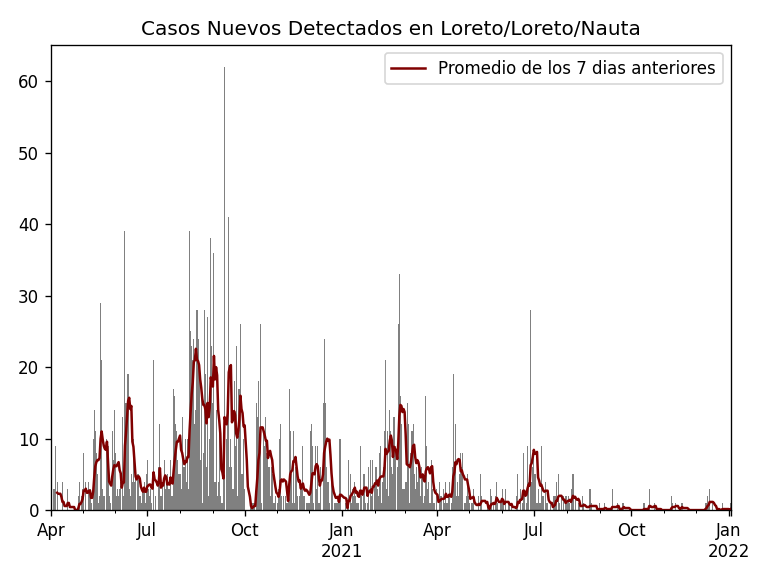 Casos Nuevos Detectados en Loreto/Loreto/Nauta
Promedio de los 7 dias anteriores
60
50
40
30
20
10
0
Apr Jul Oct Jan Apr Jul Oct Jan
2021 2022